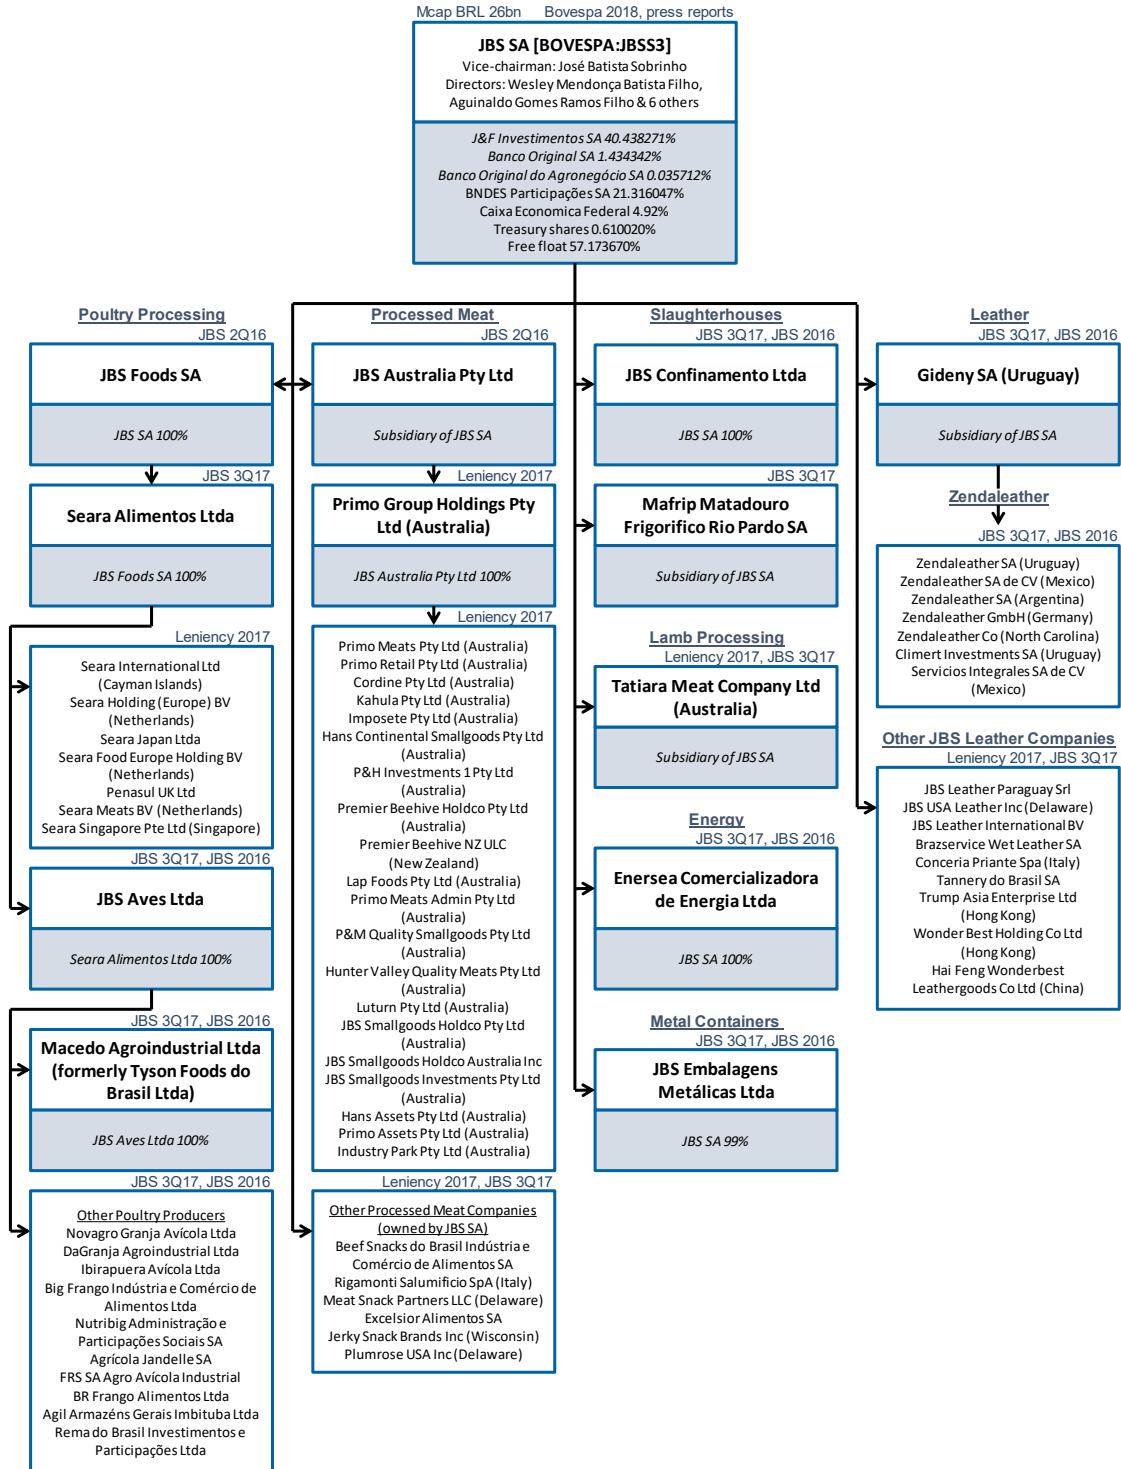 Mcap BRL 26bn Bovespa 2018, press reports
JBS SA [BOVESPA:JBSS3]
Vice-chairman: José Batista Sobrinho
Directors: Wesley Mendonça Batista Filho,
Aguinaldo Gomes Ramos Filho & 6 others
J&F Investimentos SA 40.438271%
Banco Original SA 1.434342%
Banco Original do Agronegócio SA 0.035712%
BNDES Participações SA 21.316047%
Caixa Economica Federal 4.92%
Treasury shares 0.610020%
Free float 57.173670%
Poultry Processing
JBS 2Q16
JBS Foods SA
JBS SA 100%
JBS 3Q17
Seara Alimentos Ltda
JBS Foods SA 100%
Leniency 2017
Seara International Ltd
(Cayman Islands)
Seara Holding (Europe) BV
(Netherlands)
Seara Japan Ltda
Seara Food Europe Holding BV
(Netherlands)
Penasul UK Ltd
Seara Meats BV (Netherlands)
Seara Singapore Pte Ltd (Singapore)
JBS 3Q17, JBS 2016
JBS Aves Ltda
Seara Alimentos Ltda 100%
JBS 3Q17, JBS 2016
Macedo Agroindustrial Ltda
(formerly Tyson Foods do
Brasil Ltda)
JBS Aves Ltda 100%
JBS 3Q17, JBS 2016
Other Poultry Producers
Novagro Granja Avícola Ltda
DaGranja Agroindustrial Ltda
Ibirapuera Avícola Ltda
Big Frango Indústria e Comércio de
Alimentos Ltda
Nutribig Administração e
Participações Sociais SA
Agrícola Jandelle SA
FRS SA Agro Avícola Industrial
BR Frango Alimentos Ltda
Agil Armazéns Gerais Imbituba Ltda
Rema do Brasil Investimentos e
Participações Ltda
Processed Meat
JBS 2Q16
JBS Australia Pty Ltd
Subsidiary of JBS SA
Leniency 2017
Primo Group Holdings Pty
Ltd (Australia)
JBS Australia Pty Ltd 100%
Leniency 2017
Primo Meats Pty Ltd (Australia)
Primo Retail Pty Ltd (Australia)
Cordine Pty Ltd (Australia)
Kahula Pty Ltd (Australia)
Imposete Pty Ltd (Australia)
Hans Continental Smallgoods Pty Ltd
(Australia)
P&H Investments 1 Pty Ltd
(Australia)
Premier Beehive Holdco Pty Ltd
(Australia)
Premier Beehive NZ ULC
(New Zealand)
Lap Foods Pty Ltd (Australia)
Primo Meats Admin Pty Ltd
(Australia)
P&M Quality Smallgoods Pty Ltd
(Australia)
Hunter Valley Quality Meats Pty Ltd
(Australia)
Luturn Pty Ltd (Australia)
JBS Smallgoods Holdco Pty Ltd
(Australia)
JBS Smallgoods Holdco Australia Inc
JBS Smallgoods Investments Pty Ltd
(Australia)
Hans Assets Pty Ltd (Australia)
Primo Assets Pty Ltd (Australia)
Industry Park Pty Ltd (Australia)
Leniency 2017, JBS 3Q17
Other Processed Meat Companies
(owned by JBS SA)
Beef Snacks do Brasil Indústria e
Comércio de Alimentos SA
Rigamonti Salumificio SpA (Italy)
Meat Snack Partners LLC (Delaware)
Excelsior Alimentos SA
Jerky Snack Brands Inc (Wisconsin)
Plumrose USA Inc (Delaware)
Slaughterhouses
JBS 3Q17, JBS 2016
JBS Confinamento Ltda
JBS SA 100%
JBS 3Q17
Mafrip Matadouro
Frigorifico Rio Pardo SA
Subsidiary of JBS SA
Lamb Processing
Leniency 2017, JBS 3Q17
Tatiara Meat Company Ltd
(Australia)
Subsidiary of JBS SA
Energy
JBS 3Q17, JBS 2016
Enersea Comercializadora
de Energia Ltda
JBS SA 100%
Metal Containers
JBS 3Q17, JBS 2016
JBS Embalagens
Metálicas Ltda
JBS SA 99%
Leather
JBS 3Q17, JBS 2016
Gideny SA (Uruguay)
Subsidiary of JBS SA
Zendaleather
JBS 3Q17, JBS 2016
Zendaleather SA (Uruguay)
Zendaleather SA de CV (Mexico)
Zendaleather SA (Argentina)
Zendaleather GmbH (Germany)
Zendaleather Co (North Carolina)
Climert Investments SA (Uruguay)
Servicios Integrales SA de CV
(Mexico)
Other JBS Leather Companies
Leniency 2017, JBS 3Q17
JBS Leather Paraguay Srl
JBS USA Leather Inc (Delaware)
JBS Leather International BV
Brazservice Wet Leather SA
Conceria Priante Spa (Italy)
Tannery do Brasil SA
Trump Asia Enterprise Ltd
(Hong Kong)
Wonder Best Holding Co Ltd
(Hong Kong)
Hai Feng Wonderbest
Leathergoods Co Ltd (China)